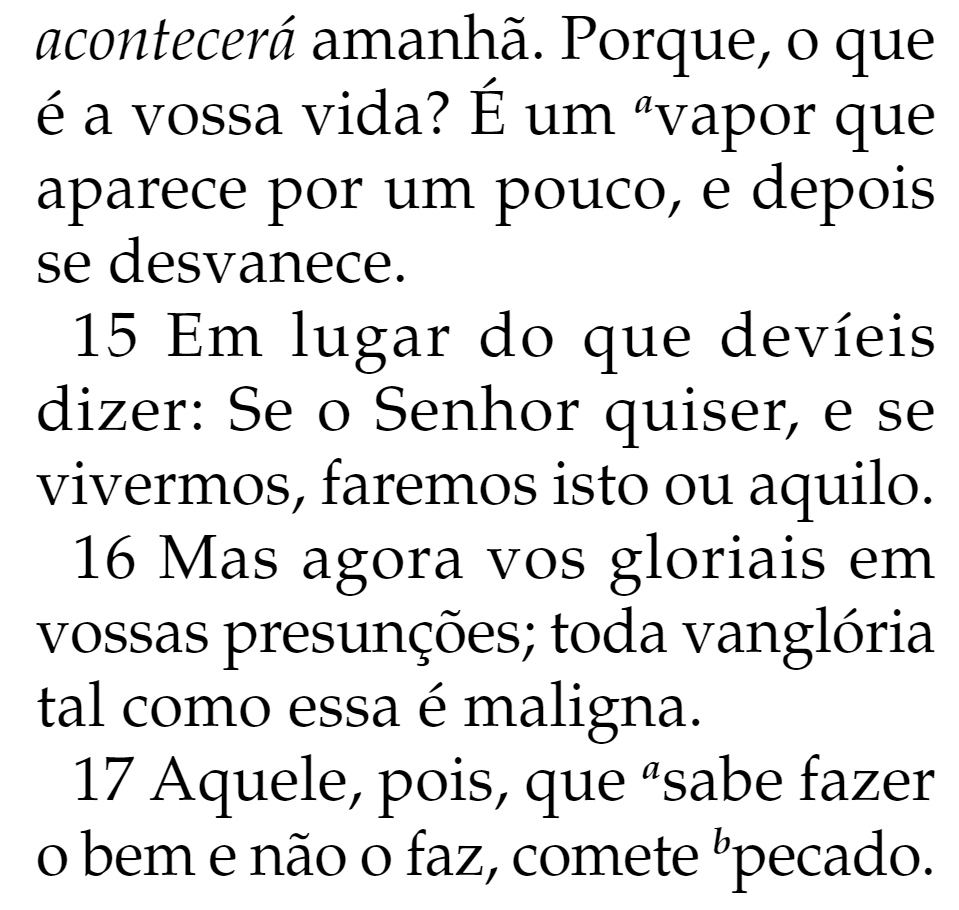 acontecerá amanhã. Porque, o que
é a vossa vida? É um ᵃvapor que
aparece por um pouco, e depois
se desvanece.
15 Em lugar do que devíeis
dizer: Se o Senhor quiser, e se
vivermos, faremos isto ou aquilo.
16 Mas agora vos gloriais em
vossas presunções; toda vanglória
tal como essa é maligna.
17 Aquele, pois, que ᵃsabe fazer
o bem e não o faz, comete ᵇpecado.